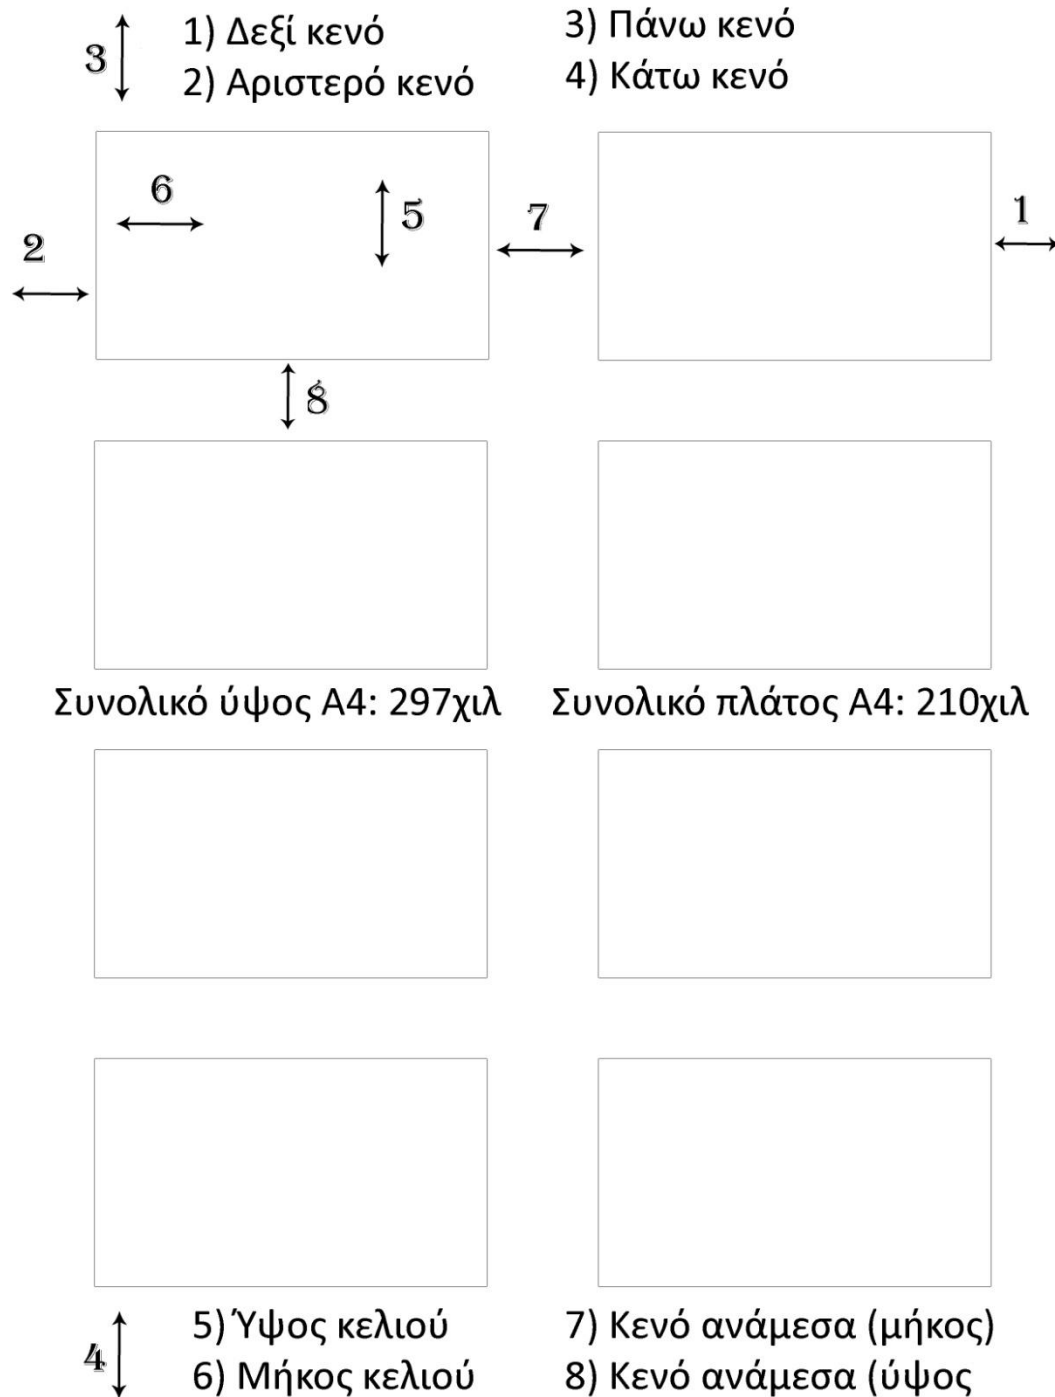 3
1) Δεξί κενό
2) Αριστερό κενό
3) Πάνω κενό
4) Κάτω κενό
6
5
7
1
2
8
Συνολικό ύψος Α4: 297χιλ
Συνολικό πλάτος Α4: 210χιλ
4
5) Ύψος κελιού
6) Μήκος κελιού
7) Κενό ανάμεσα (μήκος)
8) Κενό ανάμεσα (ύψος